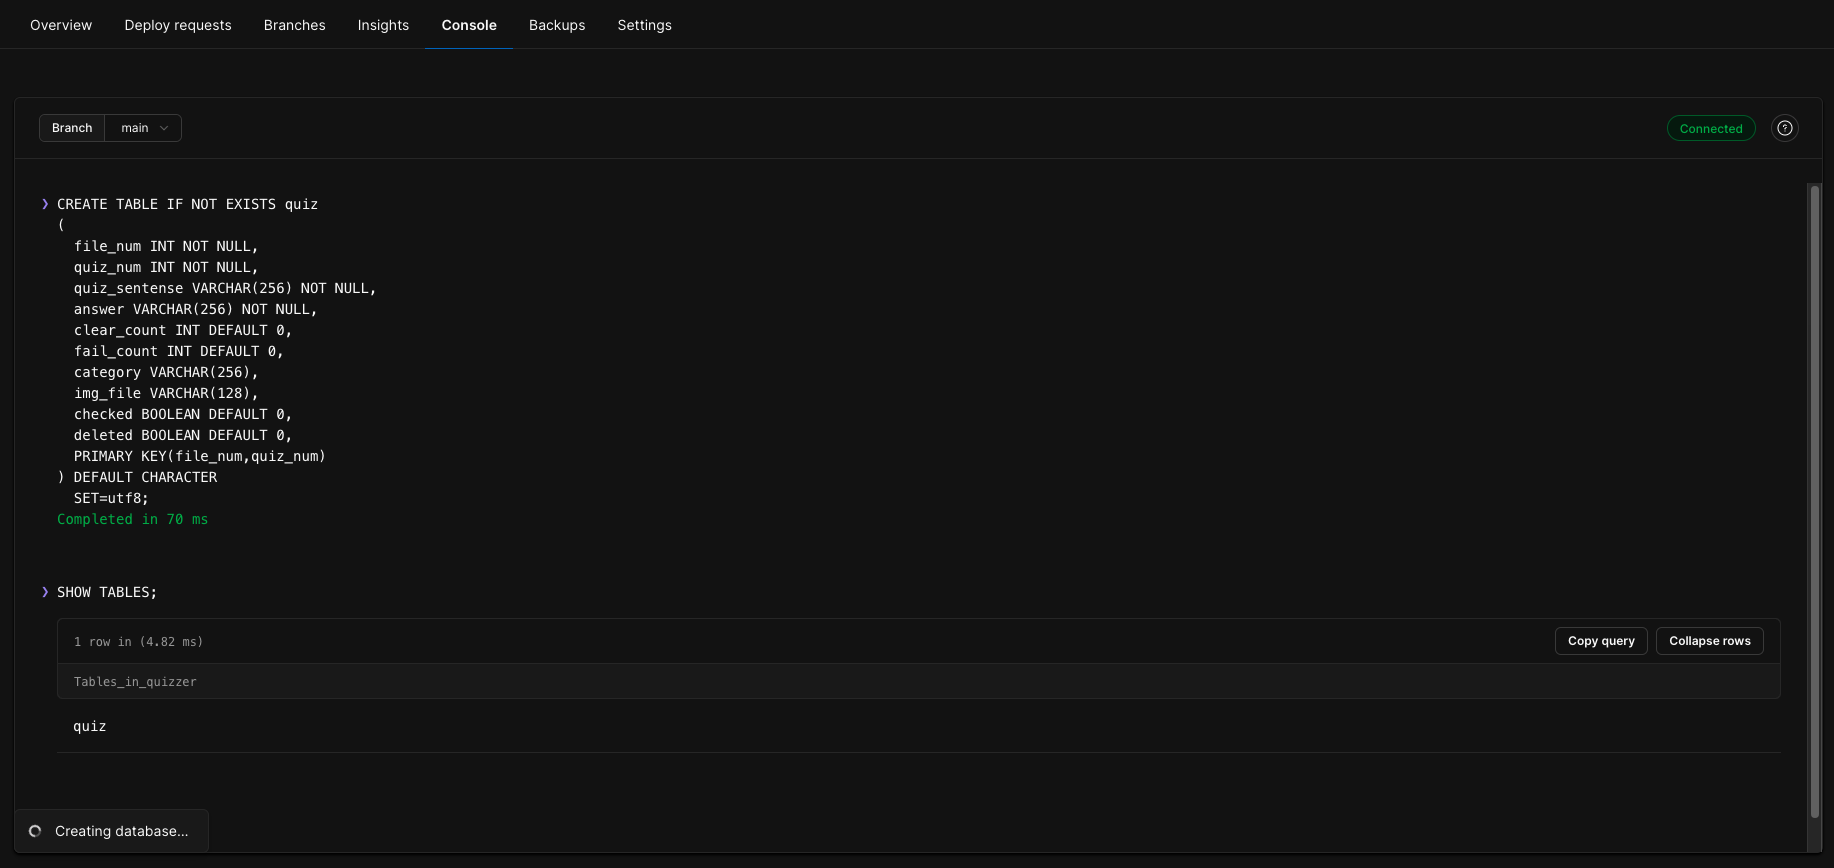 Overview Deploy requests Branches Insights Console Backups Settings
Branch main Connected
❯ CREATE TABLE IF NOT EXISTS quiz
(
file_num INT NOT NULL,
quiz_num INT NOT NULL,
quiz_sentense VARCHAR(256) NOT NULL,
answer VARCHAR(256) NOT NULL,
clear_count INT DEFAULT 0,
fail_count INT DEFAULT 0,
category VARCHAR(256),
img_file VARCHAR(128),
checked BOOLEAN DEFAULT 0,
deleted BOOLEAN DEFAULT 0,
PRIMARY KEY(file_num,quiz_num)
) DEFAULT CHARACTER
SET=utf8;
Completed in 70 ms
❯ SHOW TABLES;
1 row in (4.82 ms) Copy query Collapse rows
Tables_in_quizzer
quiz
Creating database...